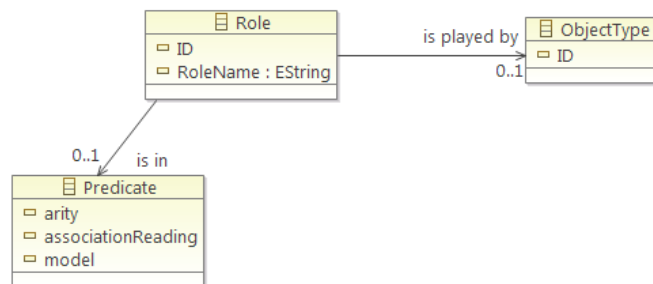 Role
ID
RoleName : EString
is played by
0..1
ObjectType
ID
0..1
is in
Predicate
arity
associationReading
model